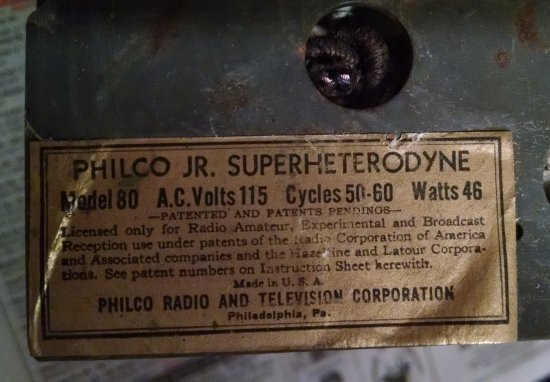 PHILCO JR. SUPERHETERODYNE
Model 80 A.C. Volts 115 Cycles 50-60 Watts 46
—PATENTED AND PATENTS PENDINGS—
Licensed only for Radio Amateur, Experimental and Broadcast
Reception use under patents of the Radio Corporation of America
and Associated companies and the Hazeltine and Latour Corpora-
tions. See patent numbers on Instruction Sheet herewith.
Made in U. S. A.
PHILCO RADIO AND TELEVISION CORPORATION
Philadelphia, Pa.